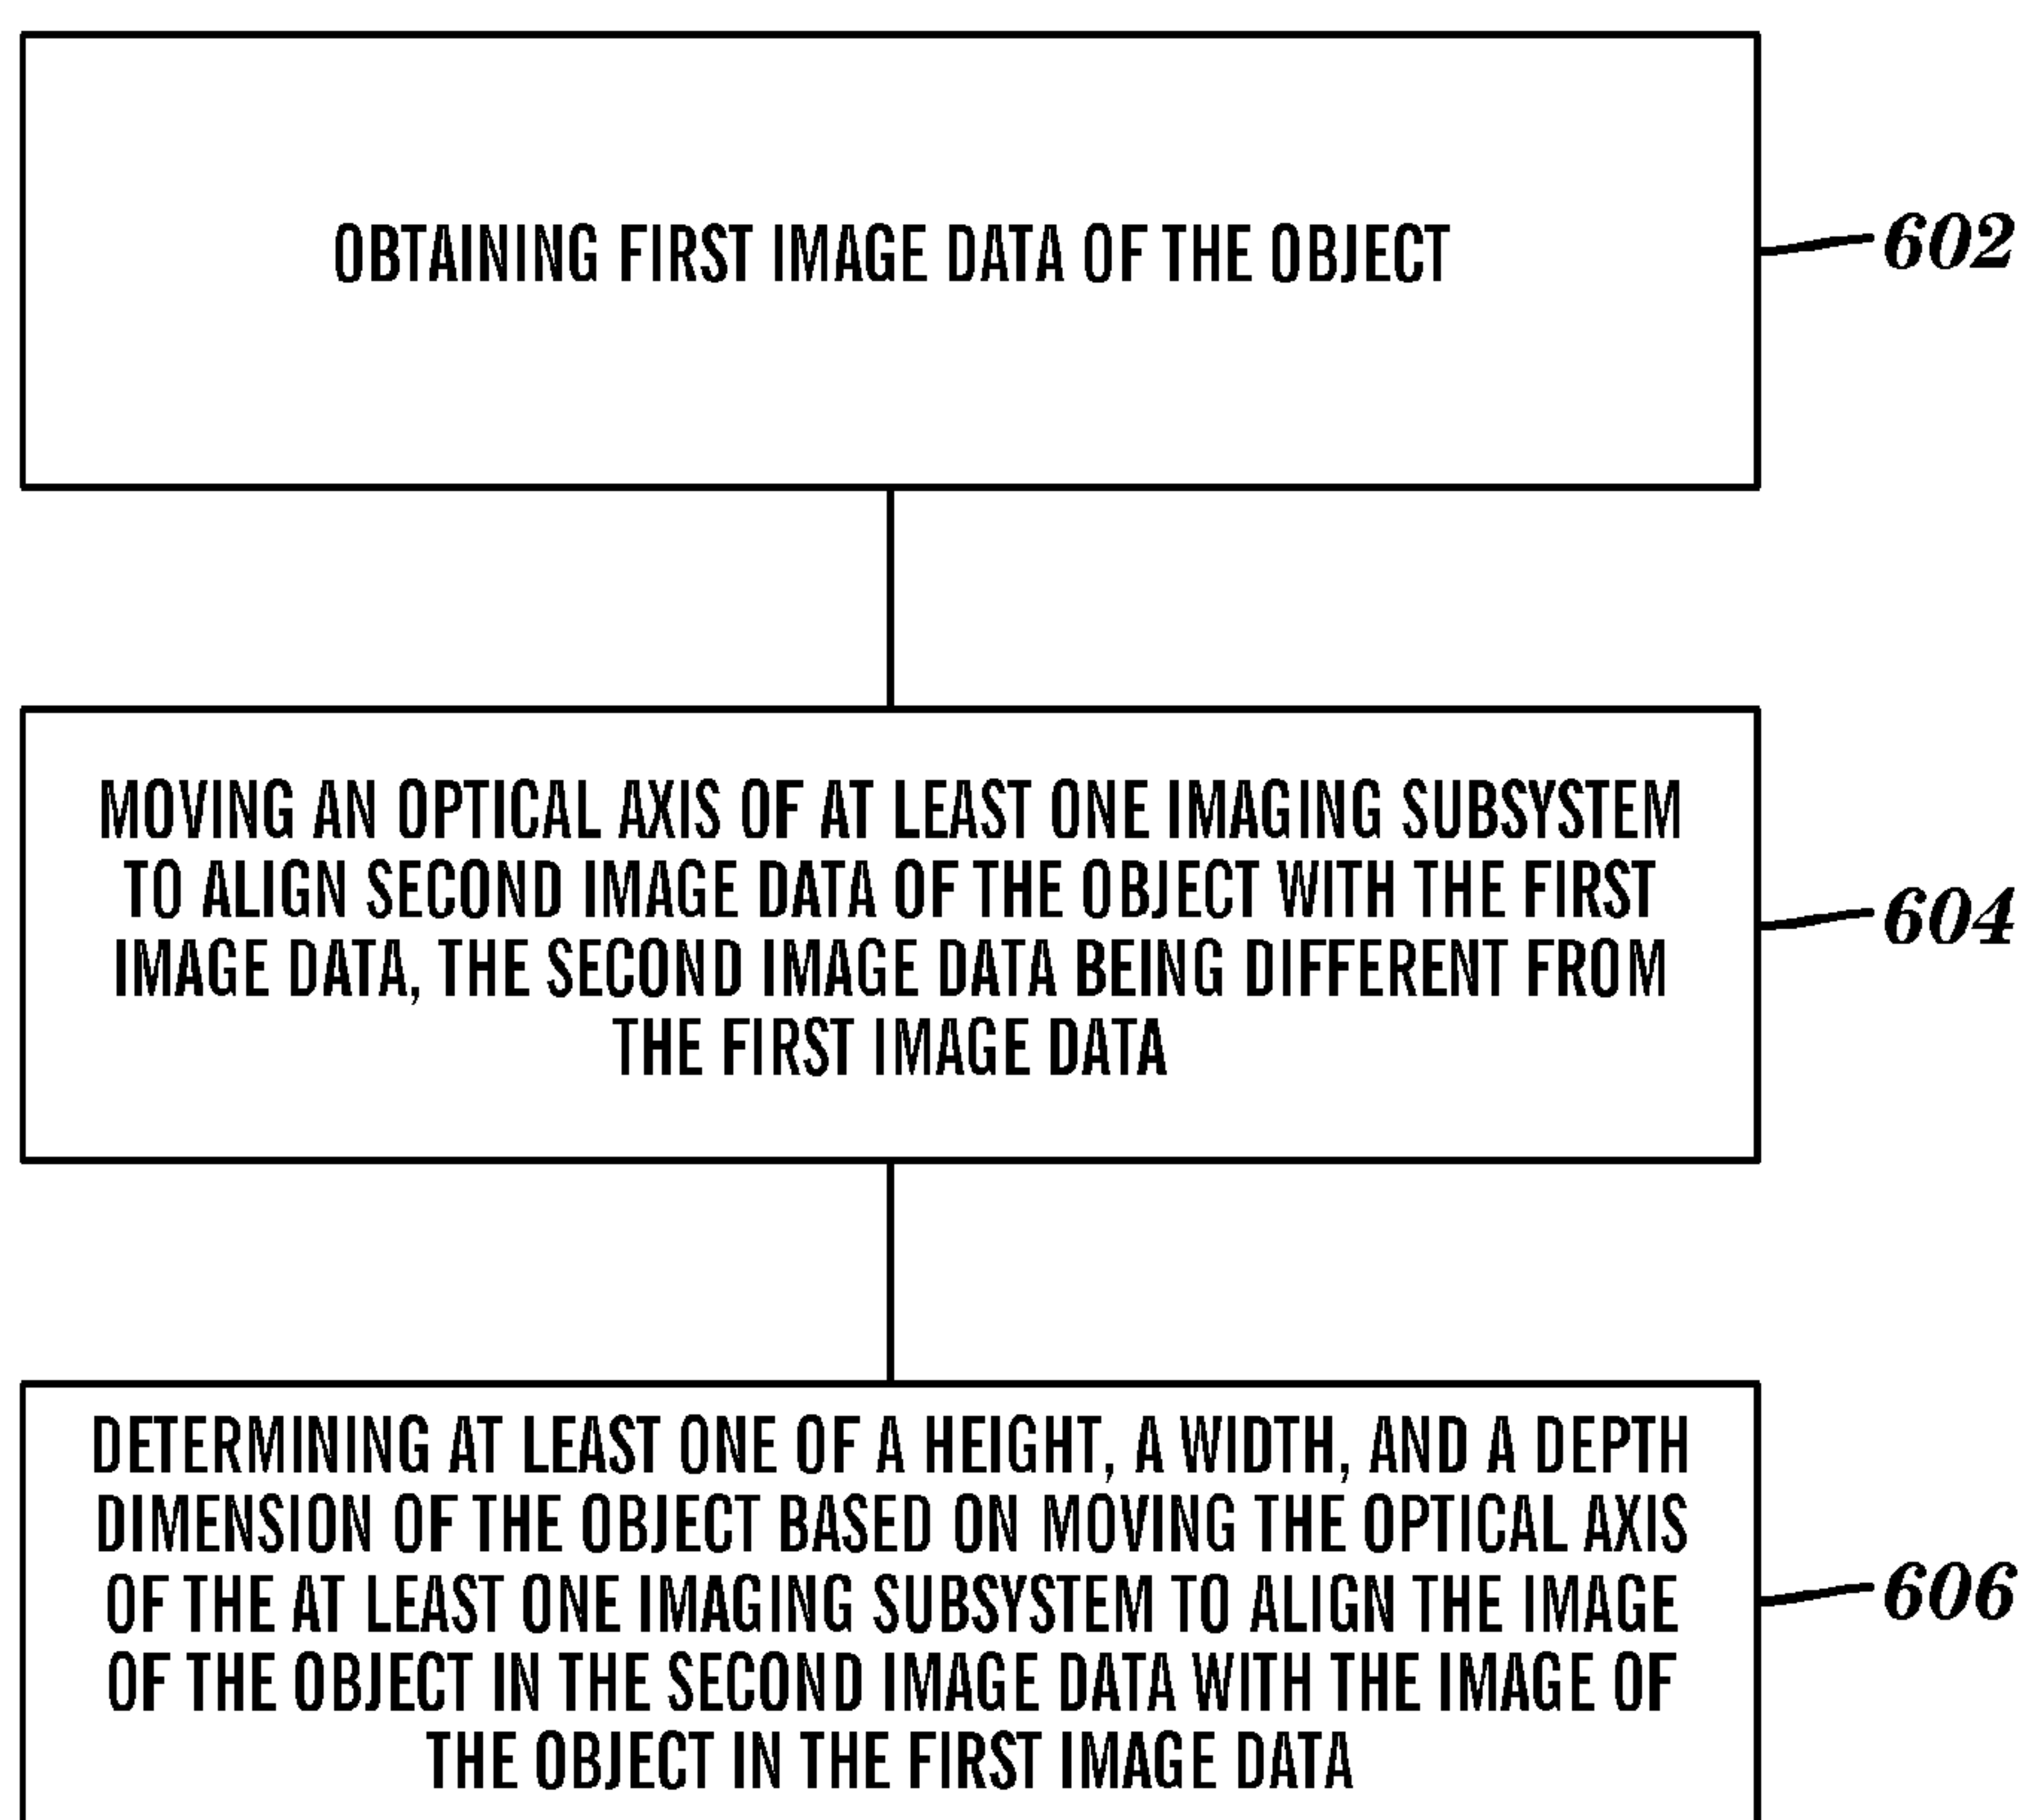 OBTAINING FIRST IMAGE DATA OF THE OBJECT
602
MOVING AN OPTICAL AXIS OF AT LEAST ONE IMAGING SUBSYSTEM
TO ALIGN SECOND IMAGE DATA OF THE OBJECT WITH THE FIRST
IMAGE DATA, THE SECOND IMAGE DATA BEING DIFFERENT FROM
THE FIRST IMAGE DATA
604
DETERMINING AT LEAST ONE OF A HEIGHT, A WIDTH, AND A DEPTH
DIMENSION OF THE OBJECT BASED ON MOVING THE OPTICAL AXIS
OF THE AT LEAST ONE IMAGING SUBSYSTEM TO ALIGN THE IMAGE
OF THE OBJECT IN THE SECOND IMAGE DATA WITH THE IMAGE OF
THE OBJECT IN THE FIRST IMAGE DATA
606